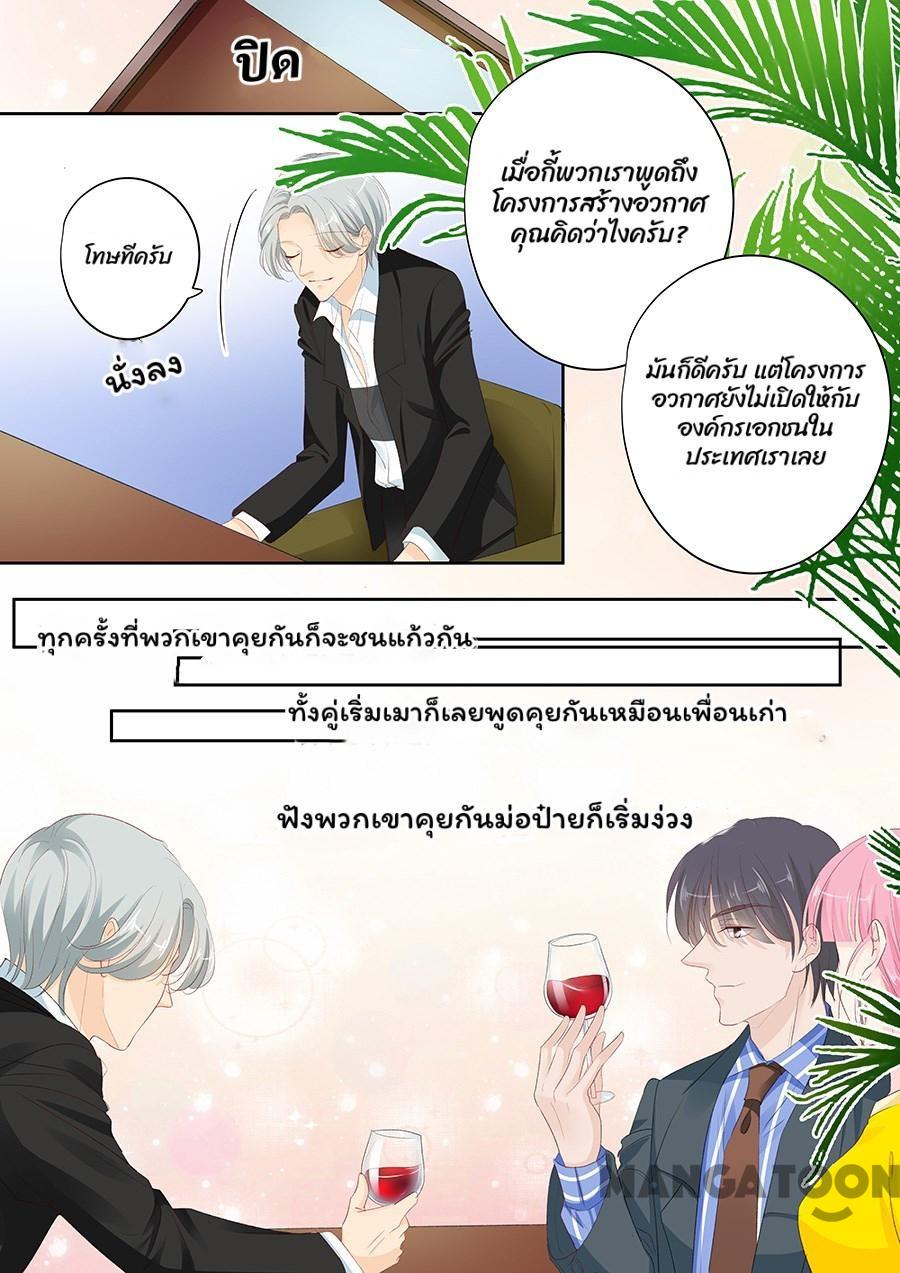 ปิด
เมื่อกี้พวกเราพูดถึง
โครงการสร้างอวกาศ
คุณคิดว่าไงครับ?
โทษทีครับ
นั่งลง
มันก็ดีครับ แต่โครงการ
อวกาศยังไม่เปิดให้กับ
องค์กรเอกชนใน
ประเทศเราเลย
ทุกครั้งที่พวกเขาคุยกันก็จะชนแก้วกัน
ทั้งคู่เริ่มเมาก็เลยพูดคุยกันเหมือนเพื่อนเก่า
ฟังพวกเขาคุยกันม่อป๋ายก็เริ่มง่วง
MANGATOON